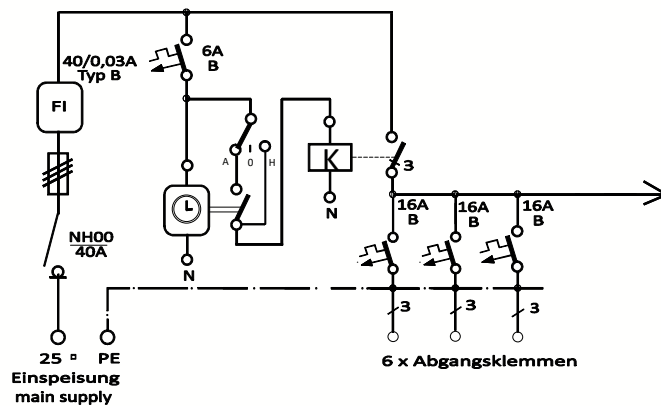 40/0,03A
Typ B
6A
B
FI
A I 0 H
K
3
N
NH00
40A
N
16A
B
16A
B
16A
B
3
3
3
25 ¤ PE
Einspeisung
main supply
6 x Abgangsklemmen